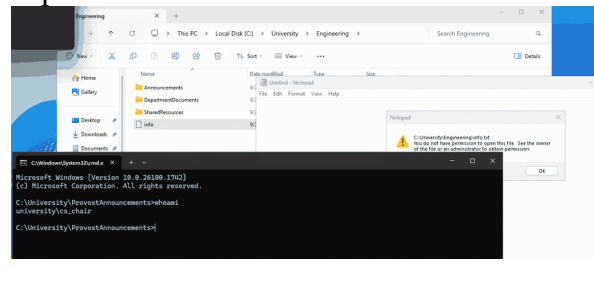 Engineering
This PC > Local Disk (C:) > University > Engineering >
Search Engineering
New
Sort
View
Details
Home
Gallery
Desktop
Downloads
Documents
Name
Date modified
Type
Size
Announcements
DepartmentDocuments
SharedResources
info
Untitled - Notepad
File Edit Format View Help
Notepad
C:\University\Engineering\info.txt
You do not have permission to open this file. See the owner
of the file or an administrator to obtain permission.
OK
C:\Windows\System32\cmd.e
Microsoft Windows [Version 10.0.26100.1742]
(c) Microsoft Corporation. All rights reserved.
C:\University\ProvostAnnouncements>whoami
university\cs_chair
C:\University\ProvostAnnouncements>